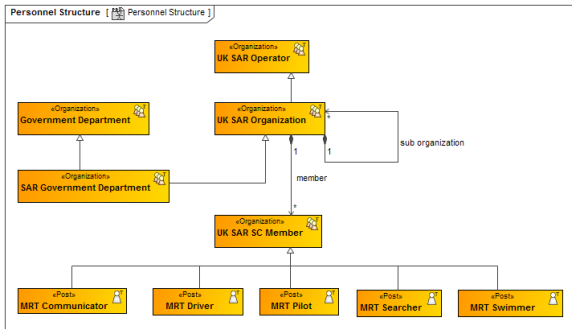 Personnel Structure [ Personnel Structure ]
«Organization»
UK SAR Operator
«Organization»
Government Department
«Organization»
UK SAR Organization
*
1
1
sub organization
member
«Organization»
SAR Government Department
*
«Organization»
UK SAR SC Member
«Post»
MRT Communicator
«Post»
MRT Driver
«Post»
MRT Pilot
«Post»
MRT Searcher
«Post»
MRT Swimmer